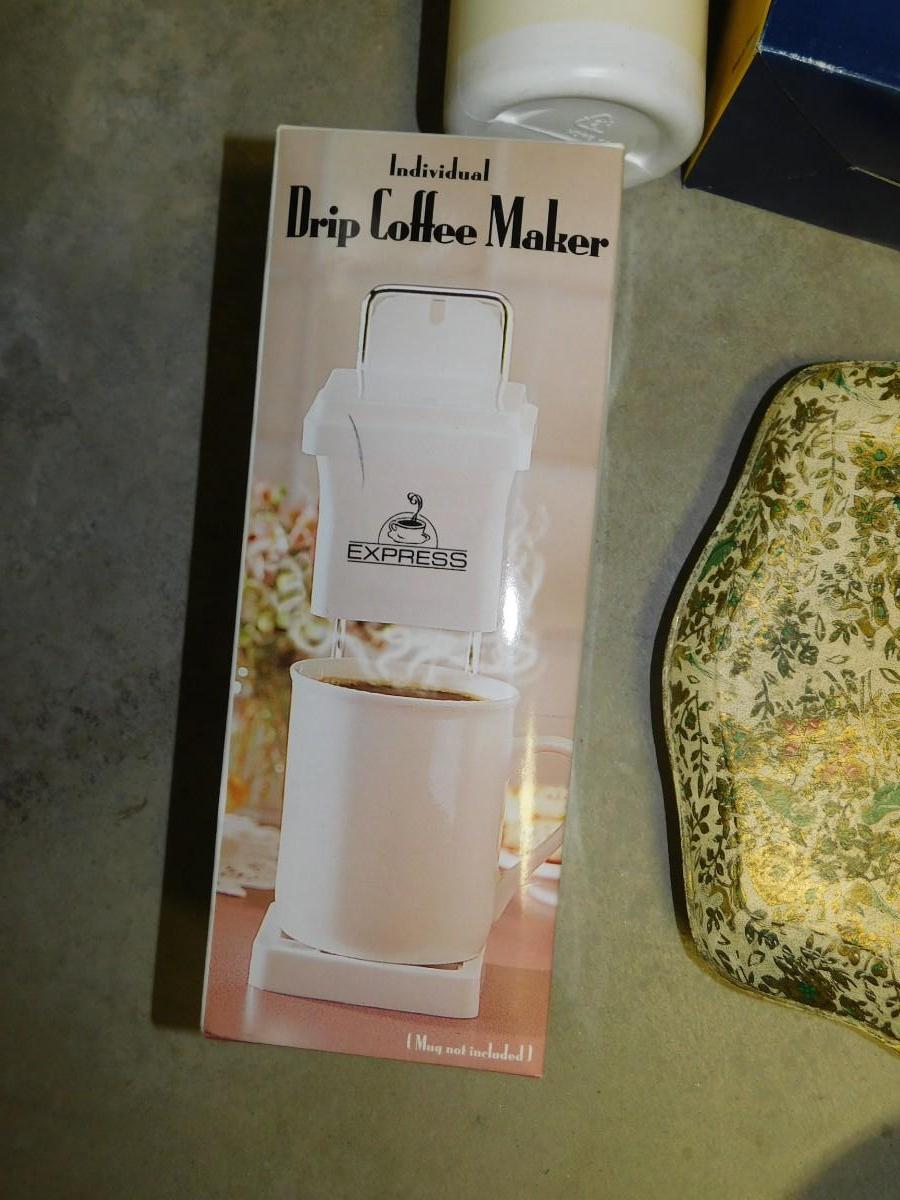 Individual
Drip Coffee Maker
EXPRESS
(Mug not included)